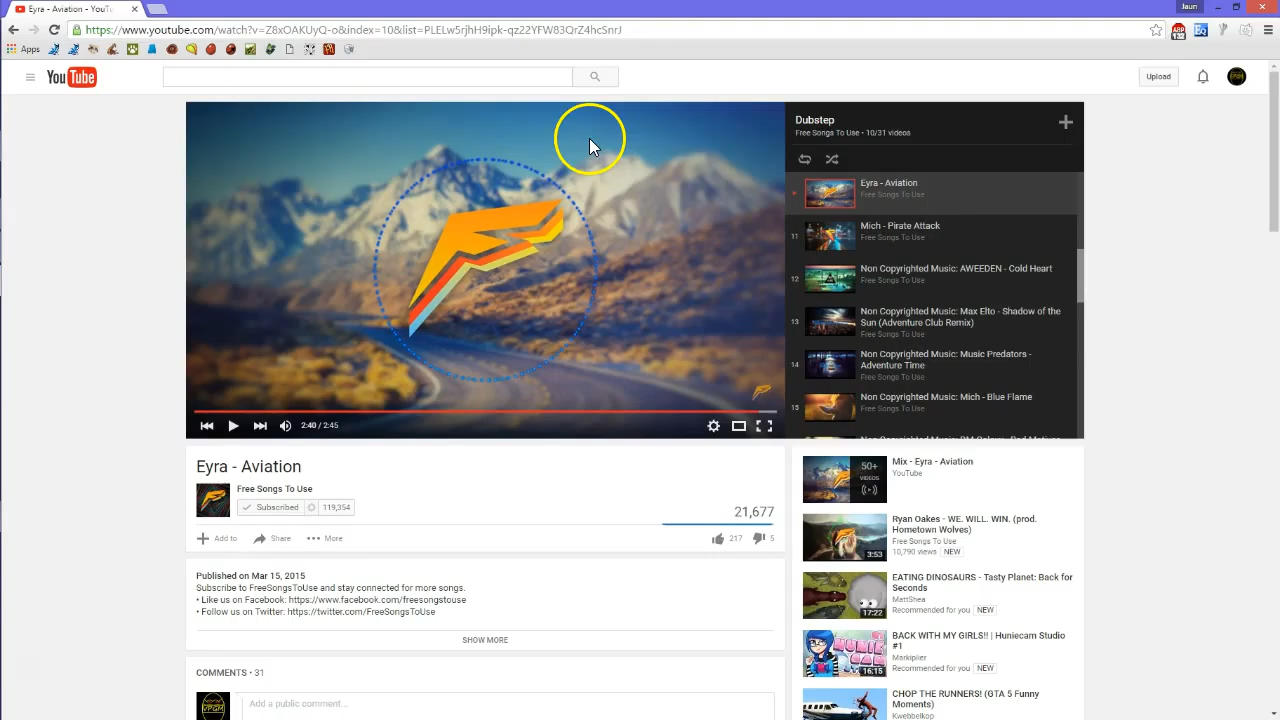 Eyra - Aviation - YouTu
Jaun
https://www.youtube.com/watch?v=Z8xOAKUyQ-o&index=10&list=PLELw5rjhH9ipk-qz22YFW83QrZ4hcSnrJ
Apps
YouTube
Upload
Dubstep
Free Songs To Use • 10/31 videos
Eyra - Aviation
Free Songs To Use
11
Mich - Pirate Attack
Free Songs To Use
12
Non Copyrighted Music: AWEEDEN - Cold Heart
Free Songs To Use
13
Non Copyrighted Music: Max Elto - Shadow of the
Sun (Adventure Club Remix)
Free Songs To Use
14
Non Copyrighted Music: Music Predators -
Adventure Time
Free Songs To Use
15
Non Copyrighted Music: Mich - Blue Flame
Free Songs To Use
2:40 / 2:45
Eyra - Aviation
Free Songs To Use
Subscribed 119,354
21,677
Add to Share More
217 5
Published on Mar 15, 2015
Subscribe to FreeSongsToUse and stay connected for more songs.
• Like us on Facebook: https://www.facebook.com/freesongstouse
• Follow us on Twitter: https://twitter.com/FreeSongsToUse
SHOW MORE
COMMENTS • 31
VPGM
Add a public comment...
50+
VIDEOS
Mix - Eyra - Aviation
YouTube
3:53
Ryan Oakes - WE. WILL. WIN. (prod.
Hometown Wolves)
Free Songs To Use
10,790 views NEW
17:22
EATING DINOSAURS - Tasty Planet: Back for
Seconds
MattShea
Recommended for you NEW
16:15
BACK WITH MY GIRLS!! | Huniecam Studio
#1
Markiplier
Recommended for you NEW
CHOP THE RUNNERS! (GTA 5 Funny
Moments)
Kwebbelkop